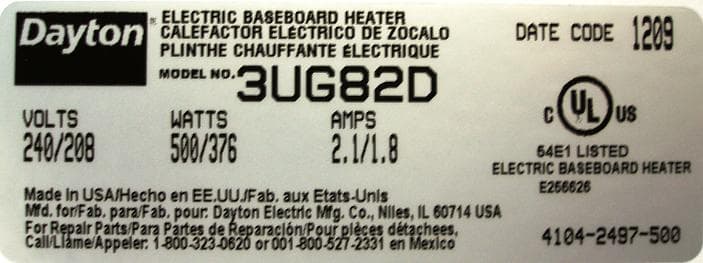 Dayton®
ELECTRIC BASEBOARD HEATER
CALEFACTOR ELÉCTRICO DE ZOCALO
PLINTHE CHAUFFANTE ÉLECTRIQUE
DATE CODE 1209
MODEL NO. 3UG82D
VOLTS WATTS AMPS
240/208 500/376 2.1/1.8
C UL US
54E1 LISTED
ELECTRIC BASEBOARD HEATER
E256626
Made in USA/Hecho en EE.UU./Fab. aux Etats-Unis
Mfd. for/Fab. para/Fab. pour: Dayton Electric Mfg. Co., Niles, IL 60714 USA
For Repair Parts/Para Partes de Reparación/Pour pièces détachees,
Call/Llame/Appeler: 1-800-323-0620 or 001-800-527-2331 en Mexico
4104-2497-500